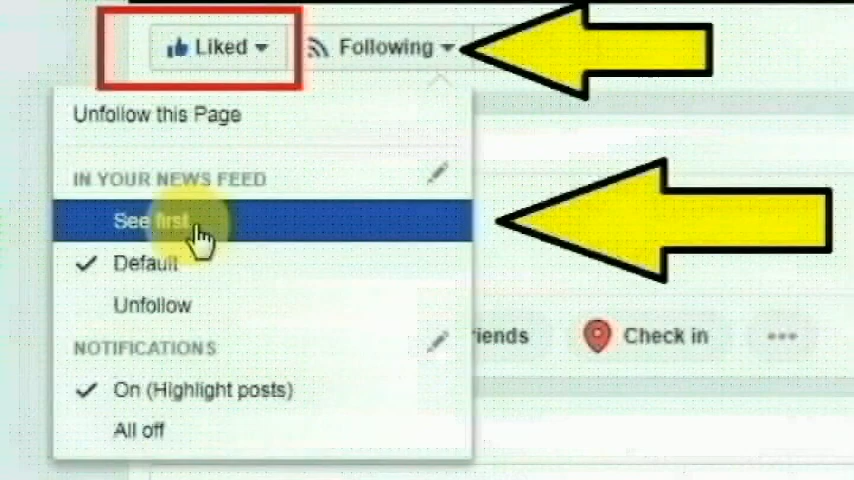 Liked Following
Unfollow this Page
IN YOUR NEWS FEED
See first
Default
Unfollow
NOTIFICATIONS
riends Check in
On (Highlight posts)
All off